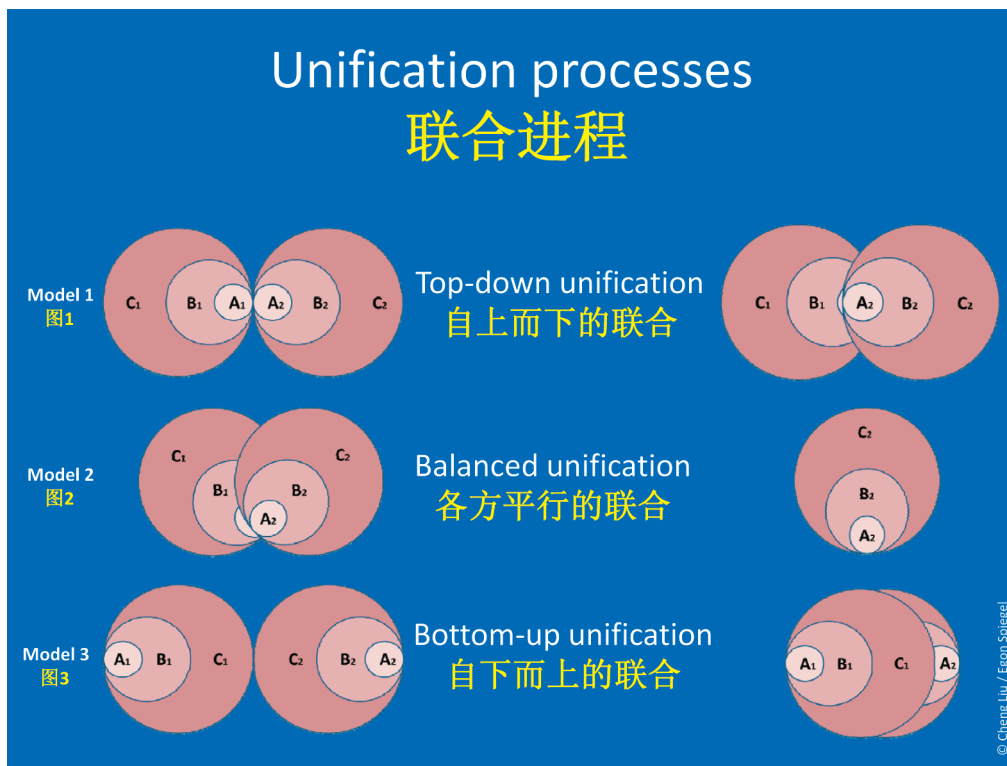 Unification processes
联合进程
Model 1
图1
C₁ B₁ A₁ A₂ B₂ C₂
Top-down unification
自上而下的联合
C₁ B₁ A₂ B₂ C₂
Model 2
图2
C₁ B₁ A₂ B₂ C₂
Balanced unification
各方平行的联合
C₂
B₂
A₂
Model 3
图3
A₁ B₁ C₁ C₂ B₂ A₂
Bottom-up unification
自下而上的联合
A₁ B₁ C₁ A₂
© Cheng Liu / Egon Spiegel